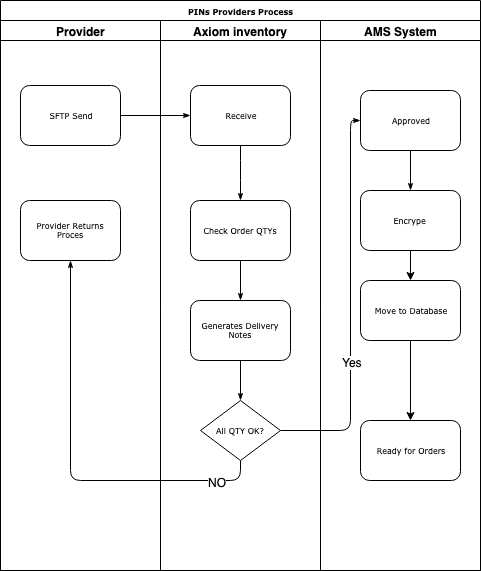 PINs Providers Process
Provider
Axiom inventory
AMS System
SFTP Send
Receive
Approved
Provider Returns
Proces
Check Order QTYs
Encrype
Generates Delivery
Notes
Move to Database
Yes
All QTY OK?
Ready for Orders
NO